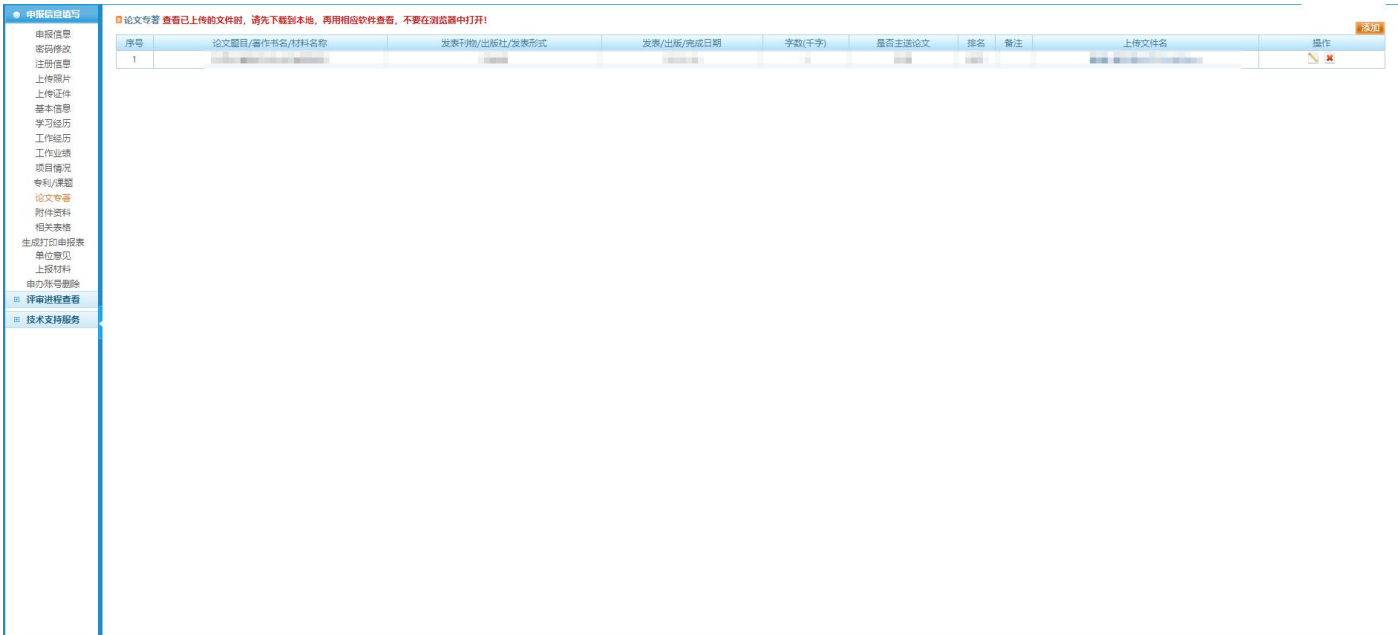 申报信息填写
申报信息
密码修改
注册信息
上传照片
上传证件
基本信息
学习经历
工作经历
工作业绩
项目情况
专利/课题
论文专著
附件资料
相关表格
生成打印申报表
单位意见
上报材料
申办账号删除
评审进程查看
技术支持服务
论文专著 查看已上传的文件时，请先下载到本地，再用相应软件查看，不要在浏览器中打开！
添加
序号 论文题目/著作书名/材料名称 发表刊物/出版社/发表形式 发表/出版/完成日期 字数(千字) 是否主送论文 排名 备注 上传文件名 操作
1